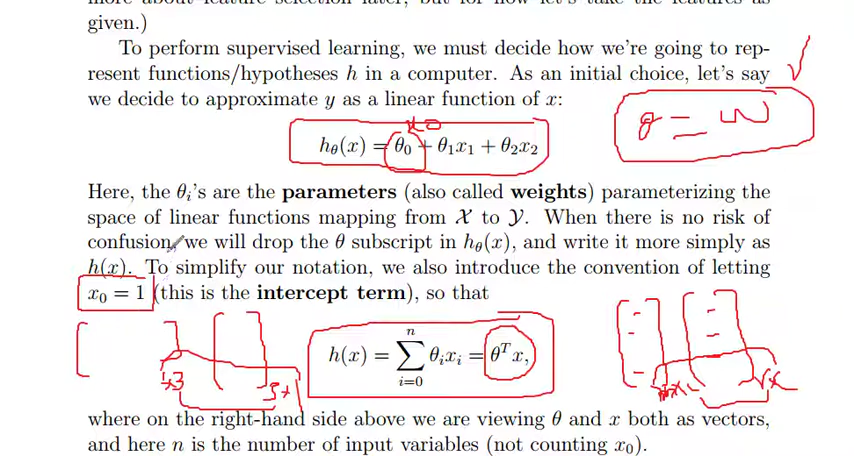 given.)
To perform supervised learning, we must decide how we're going to rep-
resent functions/hypotheses h in a computer. As an initial choice, let's say
we decide to approximate y as a linear function of x:
x0
hθ(x) = θ0 + θ1x1 + θ2x2
Here, the θi's are the parameters (also called weights) parameterizing the
space of linear functions mapping from 𝒳 to 𝒴. When there is no risk of
confusion, we will drop the θ subscript in hθ(x), and write it more simply as
h(x). To simplify our notation, we also introduce the convention of letting
x0 = 1 (this is the intercept term), so that
h(x) = ∑_{i=0}^{n} θixi = θᵀx,
where on the right-hand side above we are viewing θ and x both as vectors,
and here n is the number of input variables (not counting x0).